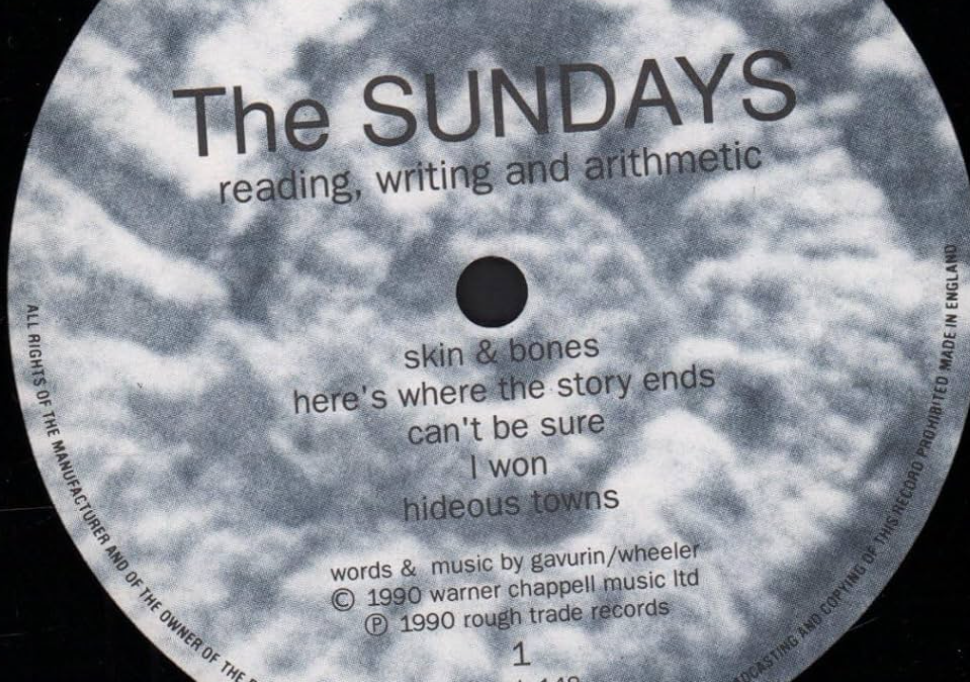 The SUNDAYS
reading, writing and arithmetic
skin & bones
here's where the story ends
can't be sure
I won
hideous towns
words & music by gavurin/wheeler
© 1990 warner chappell music ltd
℗ 1990 rough trade records
1
ALL RIGHTS OF THE MANUFACTURER AND OF THE OWNER OF THE
AND COPYING OF THIS RECORD PROHIBITED MADE IN ENGLAND